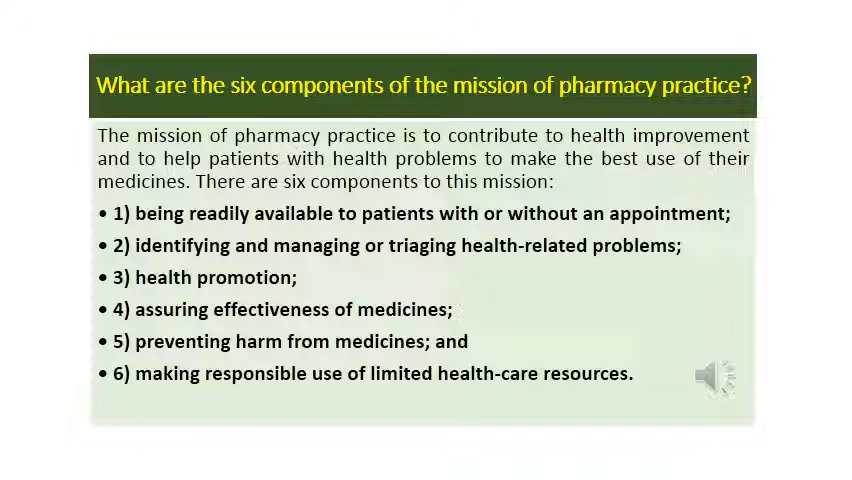 What are the six components of the mission of pharmacy practice?
The mission of pharmacy practice is to contribute to health improvement
and to help patients with health problems to make the best use of their
medicines. There are six components to this mission:
• 1) being readily available to patients with or without an appointment;
• 2) identifying and managing or triaging health-related problems;
• 3) health promotion;
• 4) assuring effectiveness of medicines;
• 5) preventing harm from medicines; and
• 6) making responsible use of limited health-care resources.